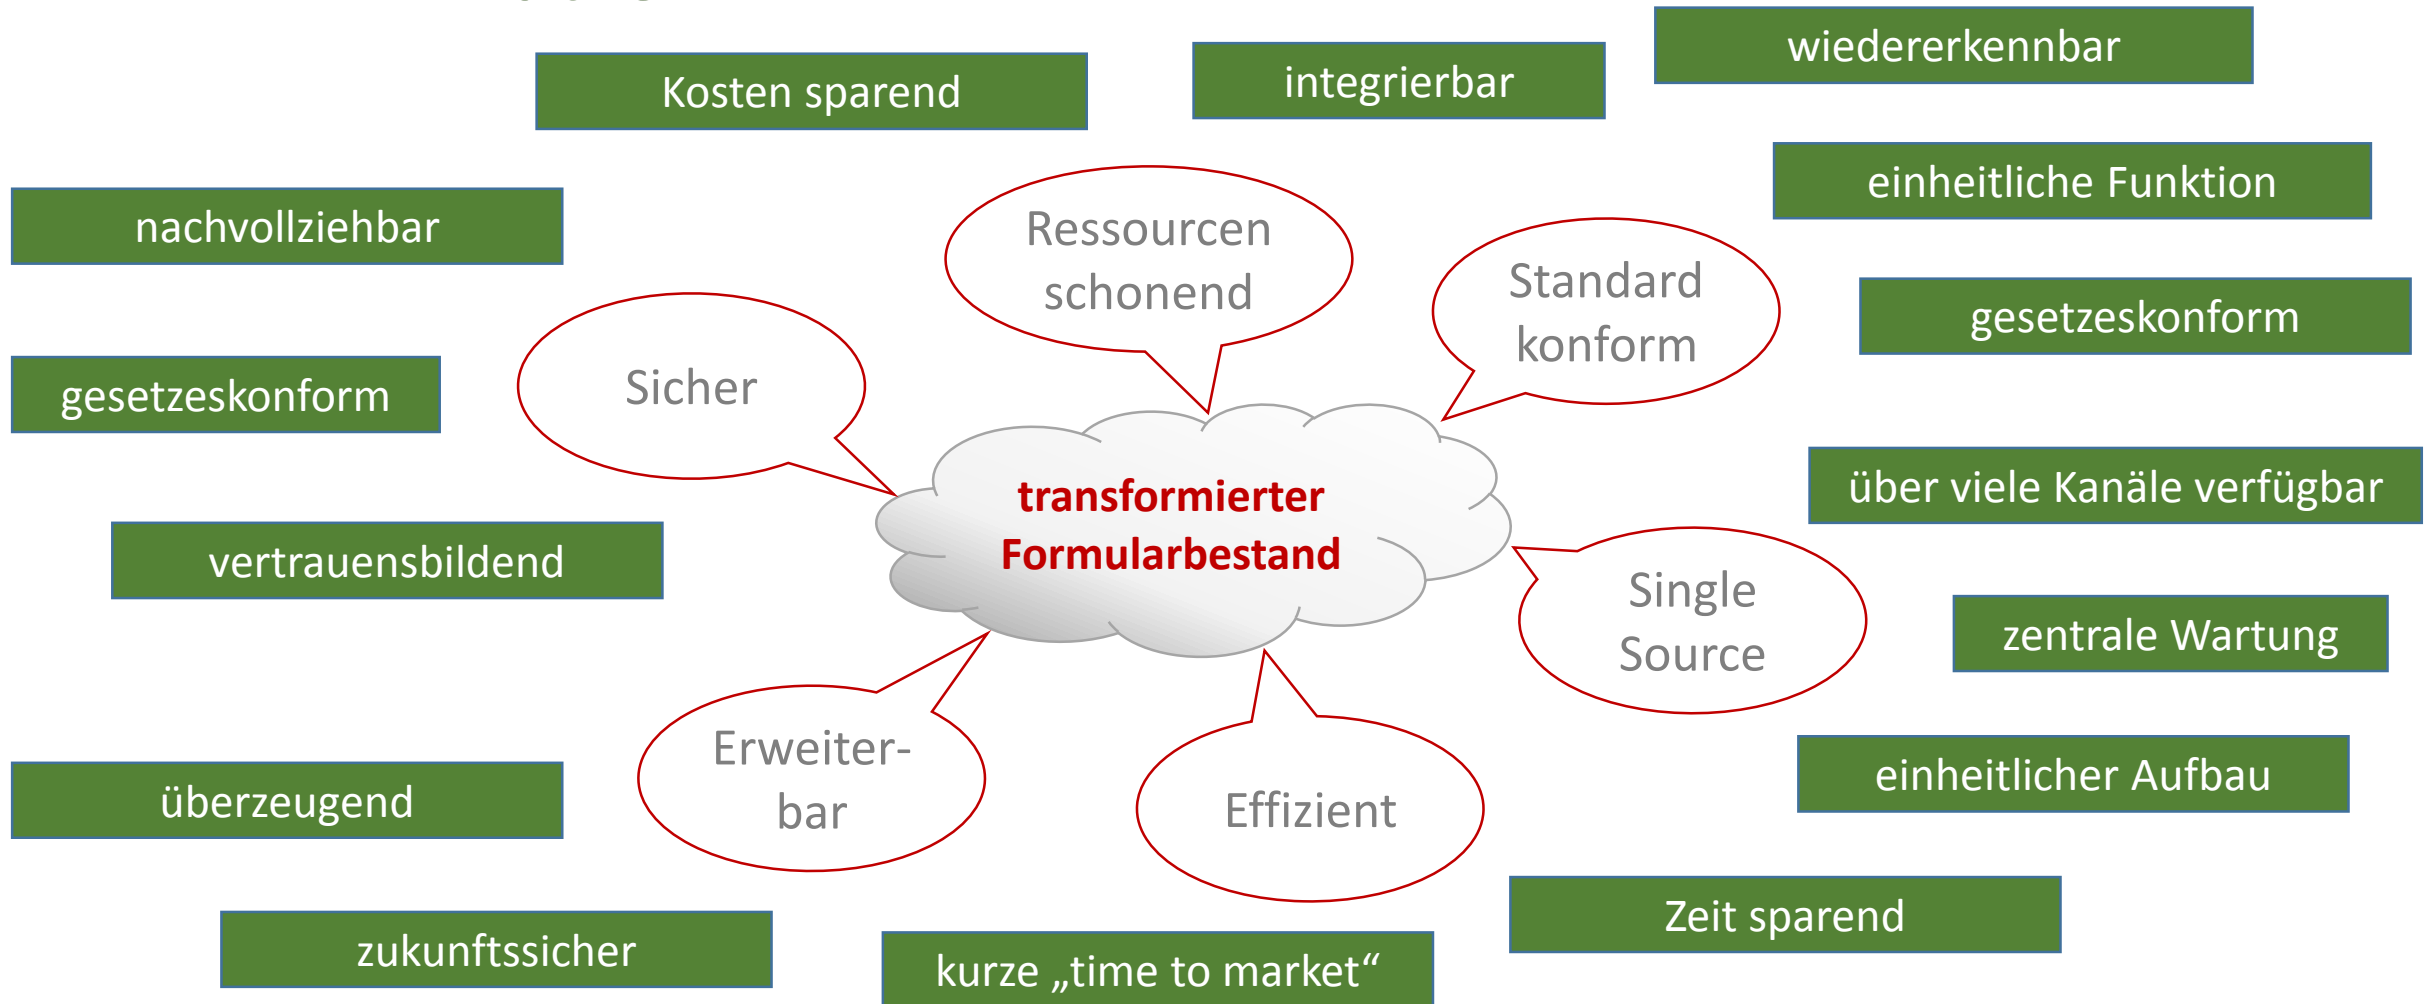 wiedererkennbar
Kosten sparend
integrierbar
einheitliche Funktion
nachvollziehbar
Ressourcen
schonend
Standard
konform
gesetzeskonform
Sicher
gesetzeskonform
transformierter
Formularbestand
über viele Kanäle verfügbar
vertrauensbildend
Single
Source
zentrale Wartung
Erweiter-
bar
Effizient
einheitlicher Aufbau
überzeugend
Zeit sparend
zukunftssicher
kurze „time to market“